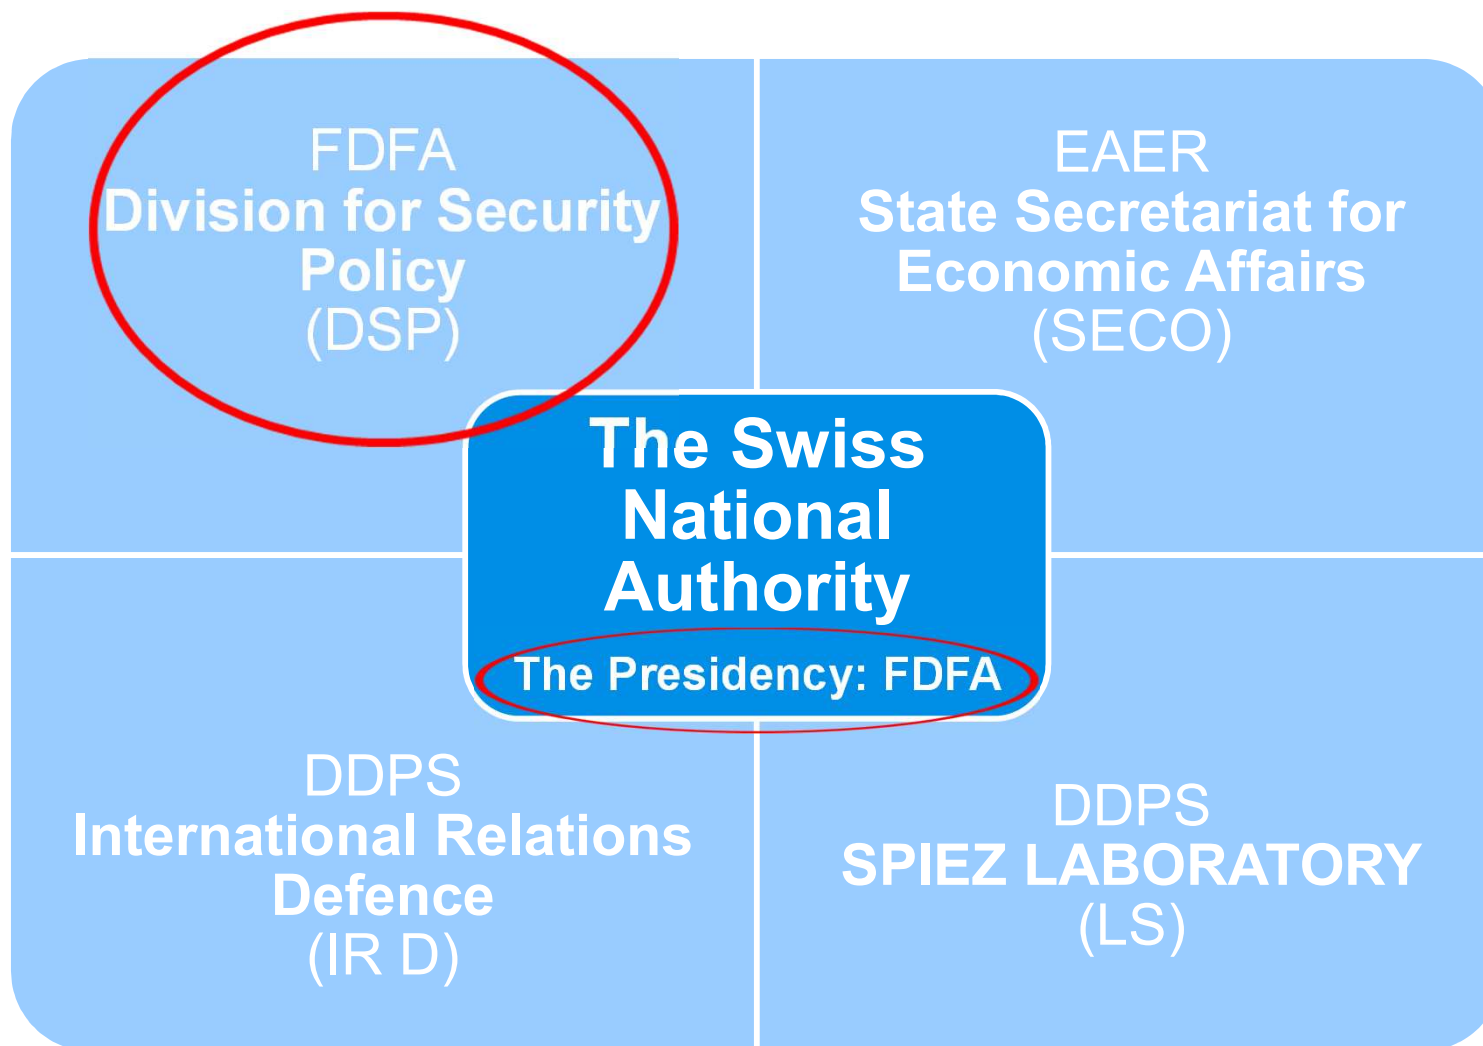 FDFA
Division for Security
Policy
(DSP)
EAER
State Secretariat for
Economic Affairs
(SECO)
The Swiss
National
Authority
The Presidency: FDFA
DDPS
International Relations
Defence
(IR D)
DDPS
SPIEZ LABORATORY
(LS)